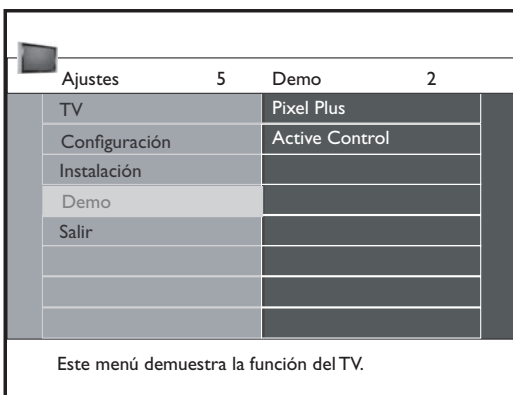 Ajustes 5 Demo 2
TV Pixel Plus
Configuración Active Control
Instalación
Demo
Salir
Este menú demuestra la función del TV.